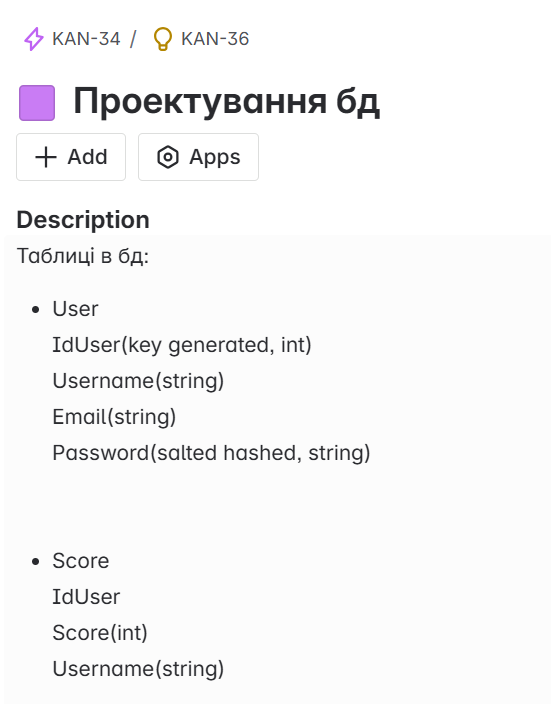 KAN-34 / KAN-36
Проектування бд
Add Apps
Description
Таблиці в бд:
• User
IdUser(key generated, int)
Username(string)
Email(string)
Password(salted hashed, string)
• Score
IdUser
Score(int)
Username(string)